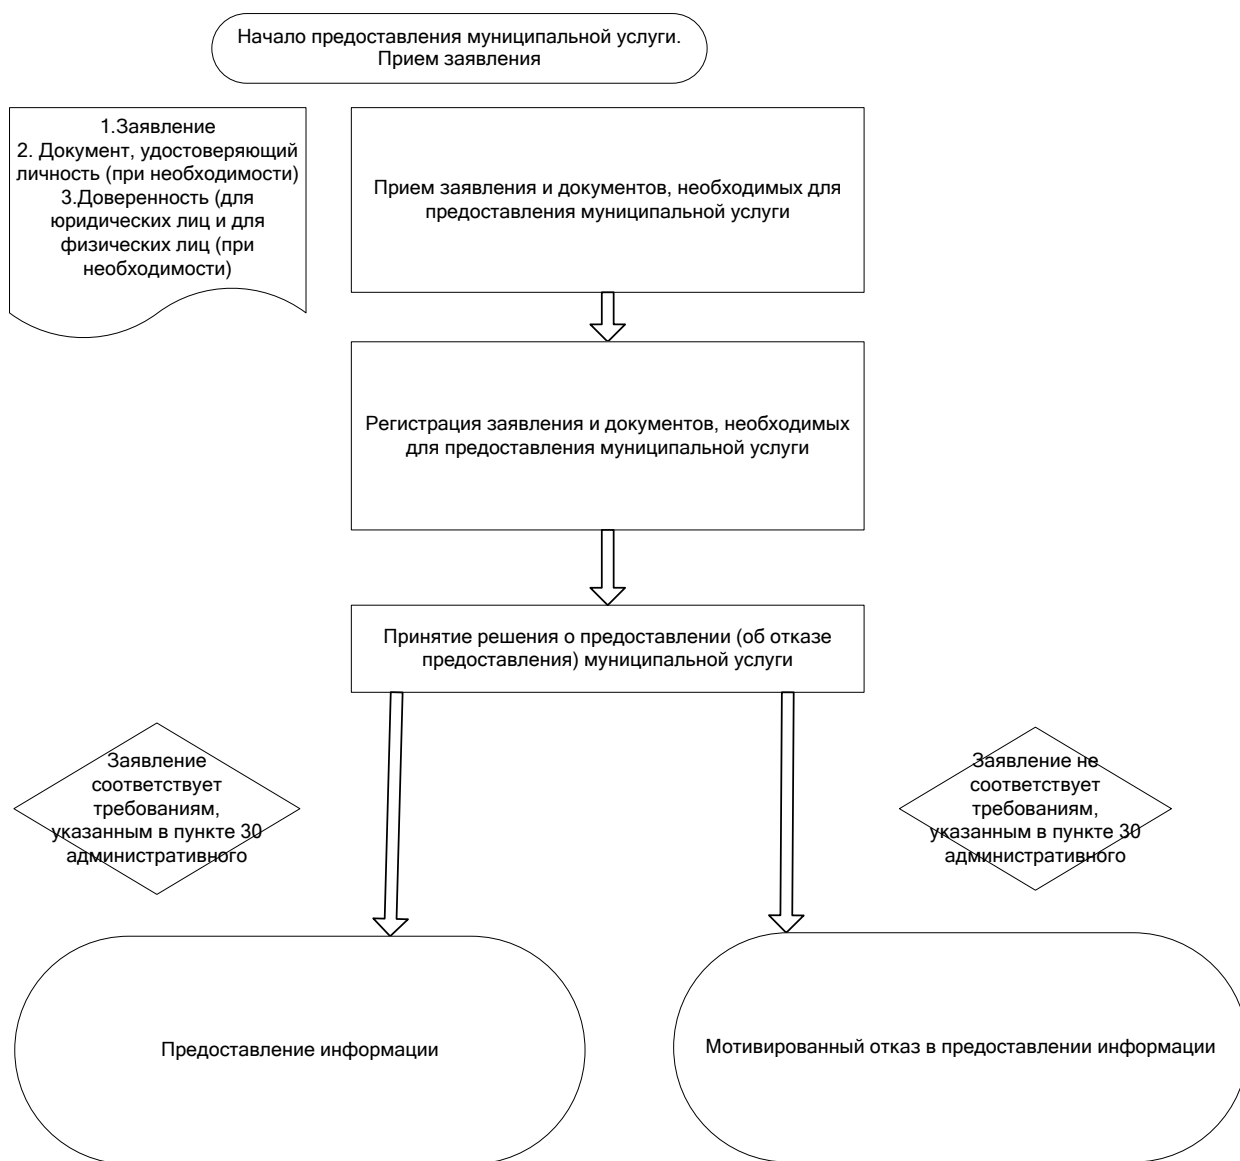 Начало предоставления муниципальной услуги.
Прием заявления
1.Заявление
2. Документ, удостоверяющий
личность (при необходимости)
3.Доверенность (для
юридических лиц и для
физических лиц (при
необходимости)
Прием заявления и документов, необходимых для
предоставления муниципальной услуги
Регистрация заявления и документов, необходимых
для предоставления муниципальной услуги
Принятие решения о предоставлении (об отказе
предоставления) муниципальной услуги
Заявление
соответствует
требованиям,
указанным в пункте 30
административного
Заявление не
соответствует
требованиям,
указанным в пункте 30
административного
Предоставление информации
Мотивированный отказ в предоставлении информации